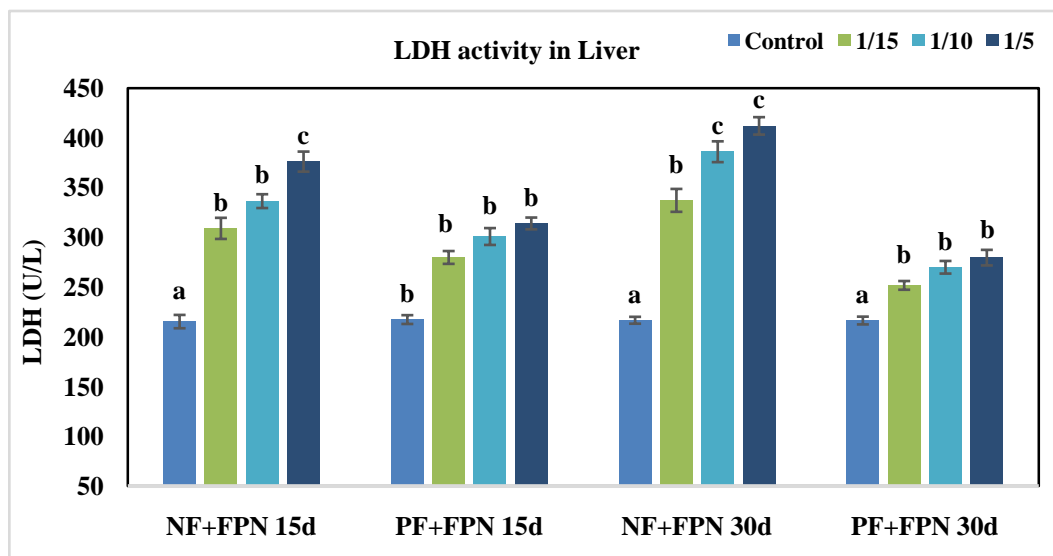 LDH activity in Liver
Control 1/15 1/10 1/5
LDH (U/L)
450
400
350
300
250
200
150
100
50
a b b c
b b b b
a b c c
a b b b
NF+FPN 15d PF+FPN 15d NF+FPN 30d PF+FPN 30d